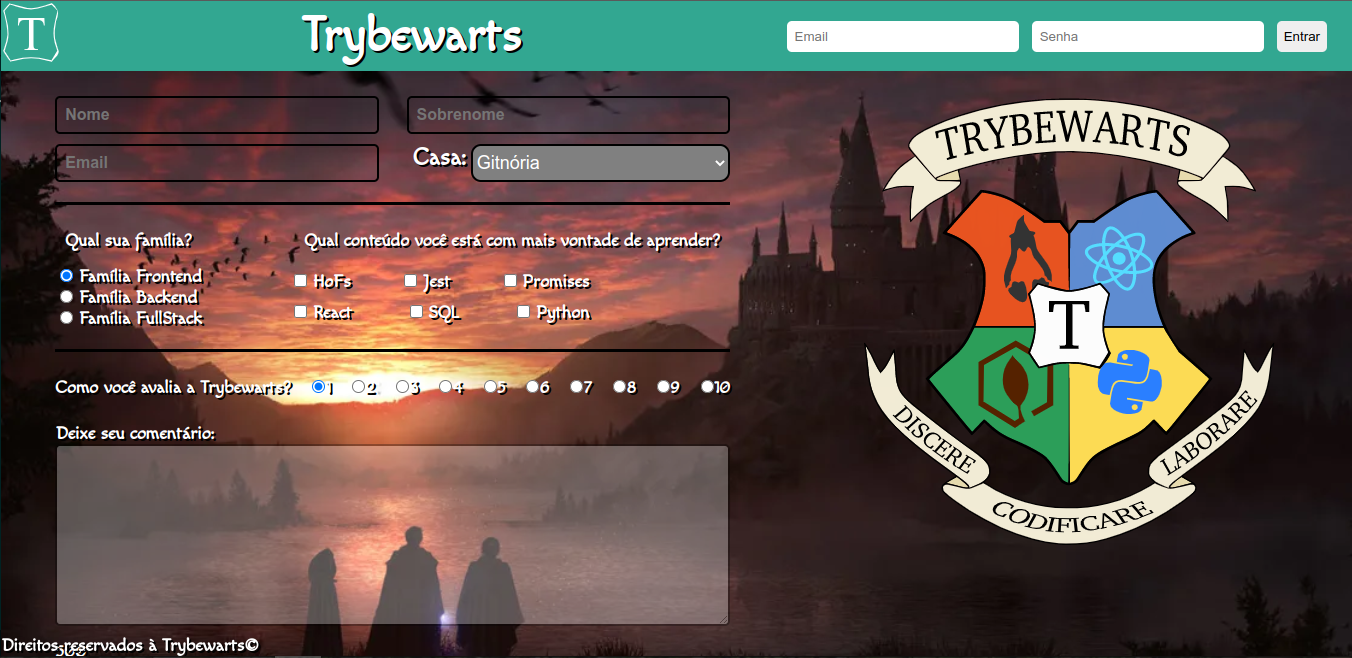 T
Trybewarts
Email
Senha
Entrar
Nome
Sobrenome
Email
Casa: Gitnória
Qual sua família?
Família Frontend
Família Backend
Família FullStack
Qual conteúdo você está com mais vontade de aprender?
HoFs Jest Promises
React SQL Python
Como você avalia a Trybewarts? 1 2 3 4 5 6 7 8 9 10
Deixe seu comentário:
Direitos reservados à Trybewarts©
TRYBEWARTS
T
DISCERE
CODIFICARE
LABORARE